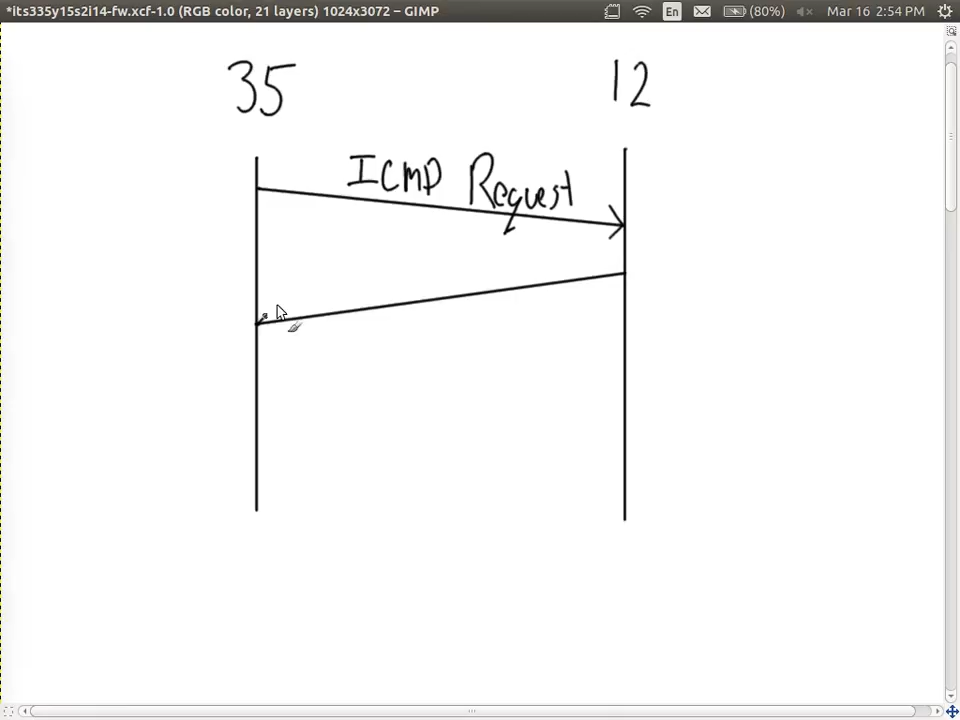 *its335y15s2i14-fw.xcf-1.0 (RGB color, 21 layers) 1024x3072 – GIMP En (80%) Mar 16 2:54 PM
35 12
ICMP Request